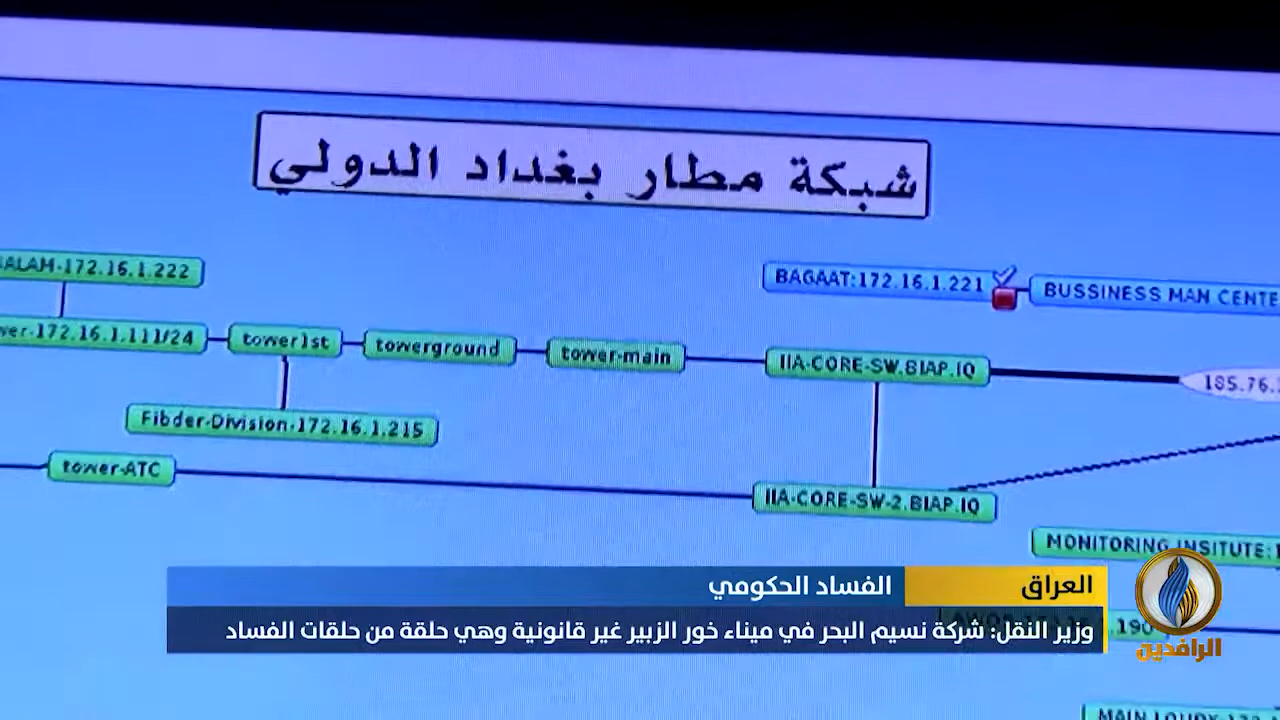 شبكة مطار بغداد الدولي
ALAM-172.16.1.222
BAGAAT:172.16.1.221
BUSSINESS MAN CENTE
wer-172.16.1.111/24
tower1st
towerground
tower-main
IIA-CORE-SW.BIAP.IQ
185.76.
Fibder-Division-172.16.1.215
tower-ATC
IIA-CORE-SW-2.BIAP.IQ
MONITORING INSITUTE:1
العراق
الفساد الحكومي
.190
وزير النقل: شركة نسيم البحر في ميناء خور الزبير غير قانونية وهي حلقة من حلقات الفساد
الرافدين